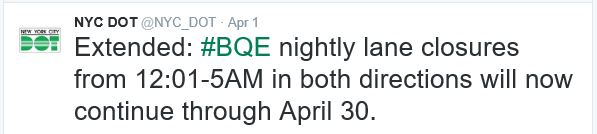 NEW YORK CITY
DOT
NYC DOT @NYC_DOT · Apr 1
Extended: #BQE nightly lane closures
from 12:01-5AM in both directions will now
continue through April 30.